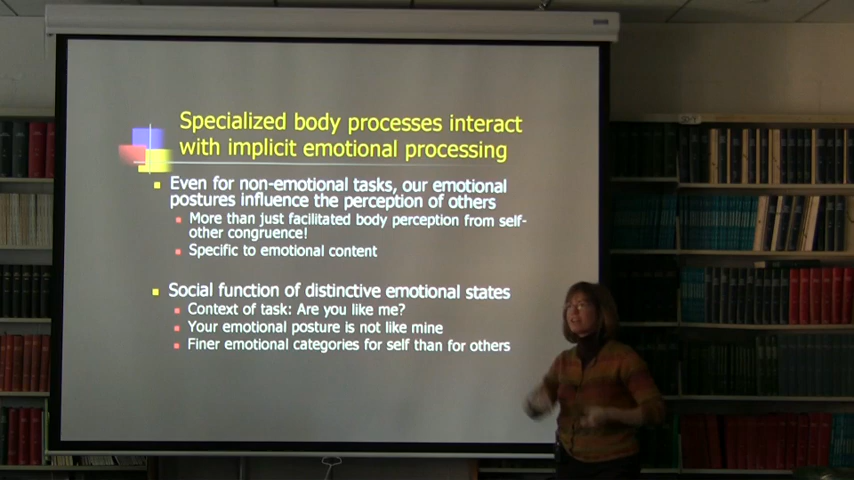 Specialized body processes interact
with implicit emotional processing
Even for non-emotional tasks, our emotional
postures influence the perception of others
More than just facilitated body perception from self-
other congruence!
Specific to emotional content
Social function of distinctive emotional states
Context of task: Are you like me?
Your emotional posture is not like mine
Finer emotional categories for self than for others